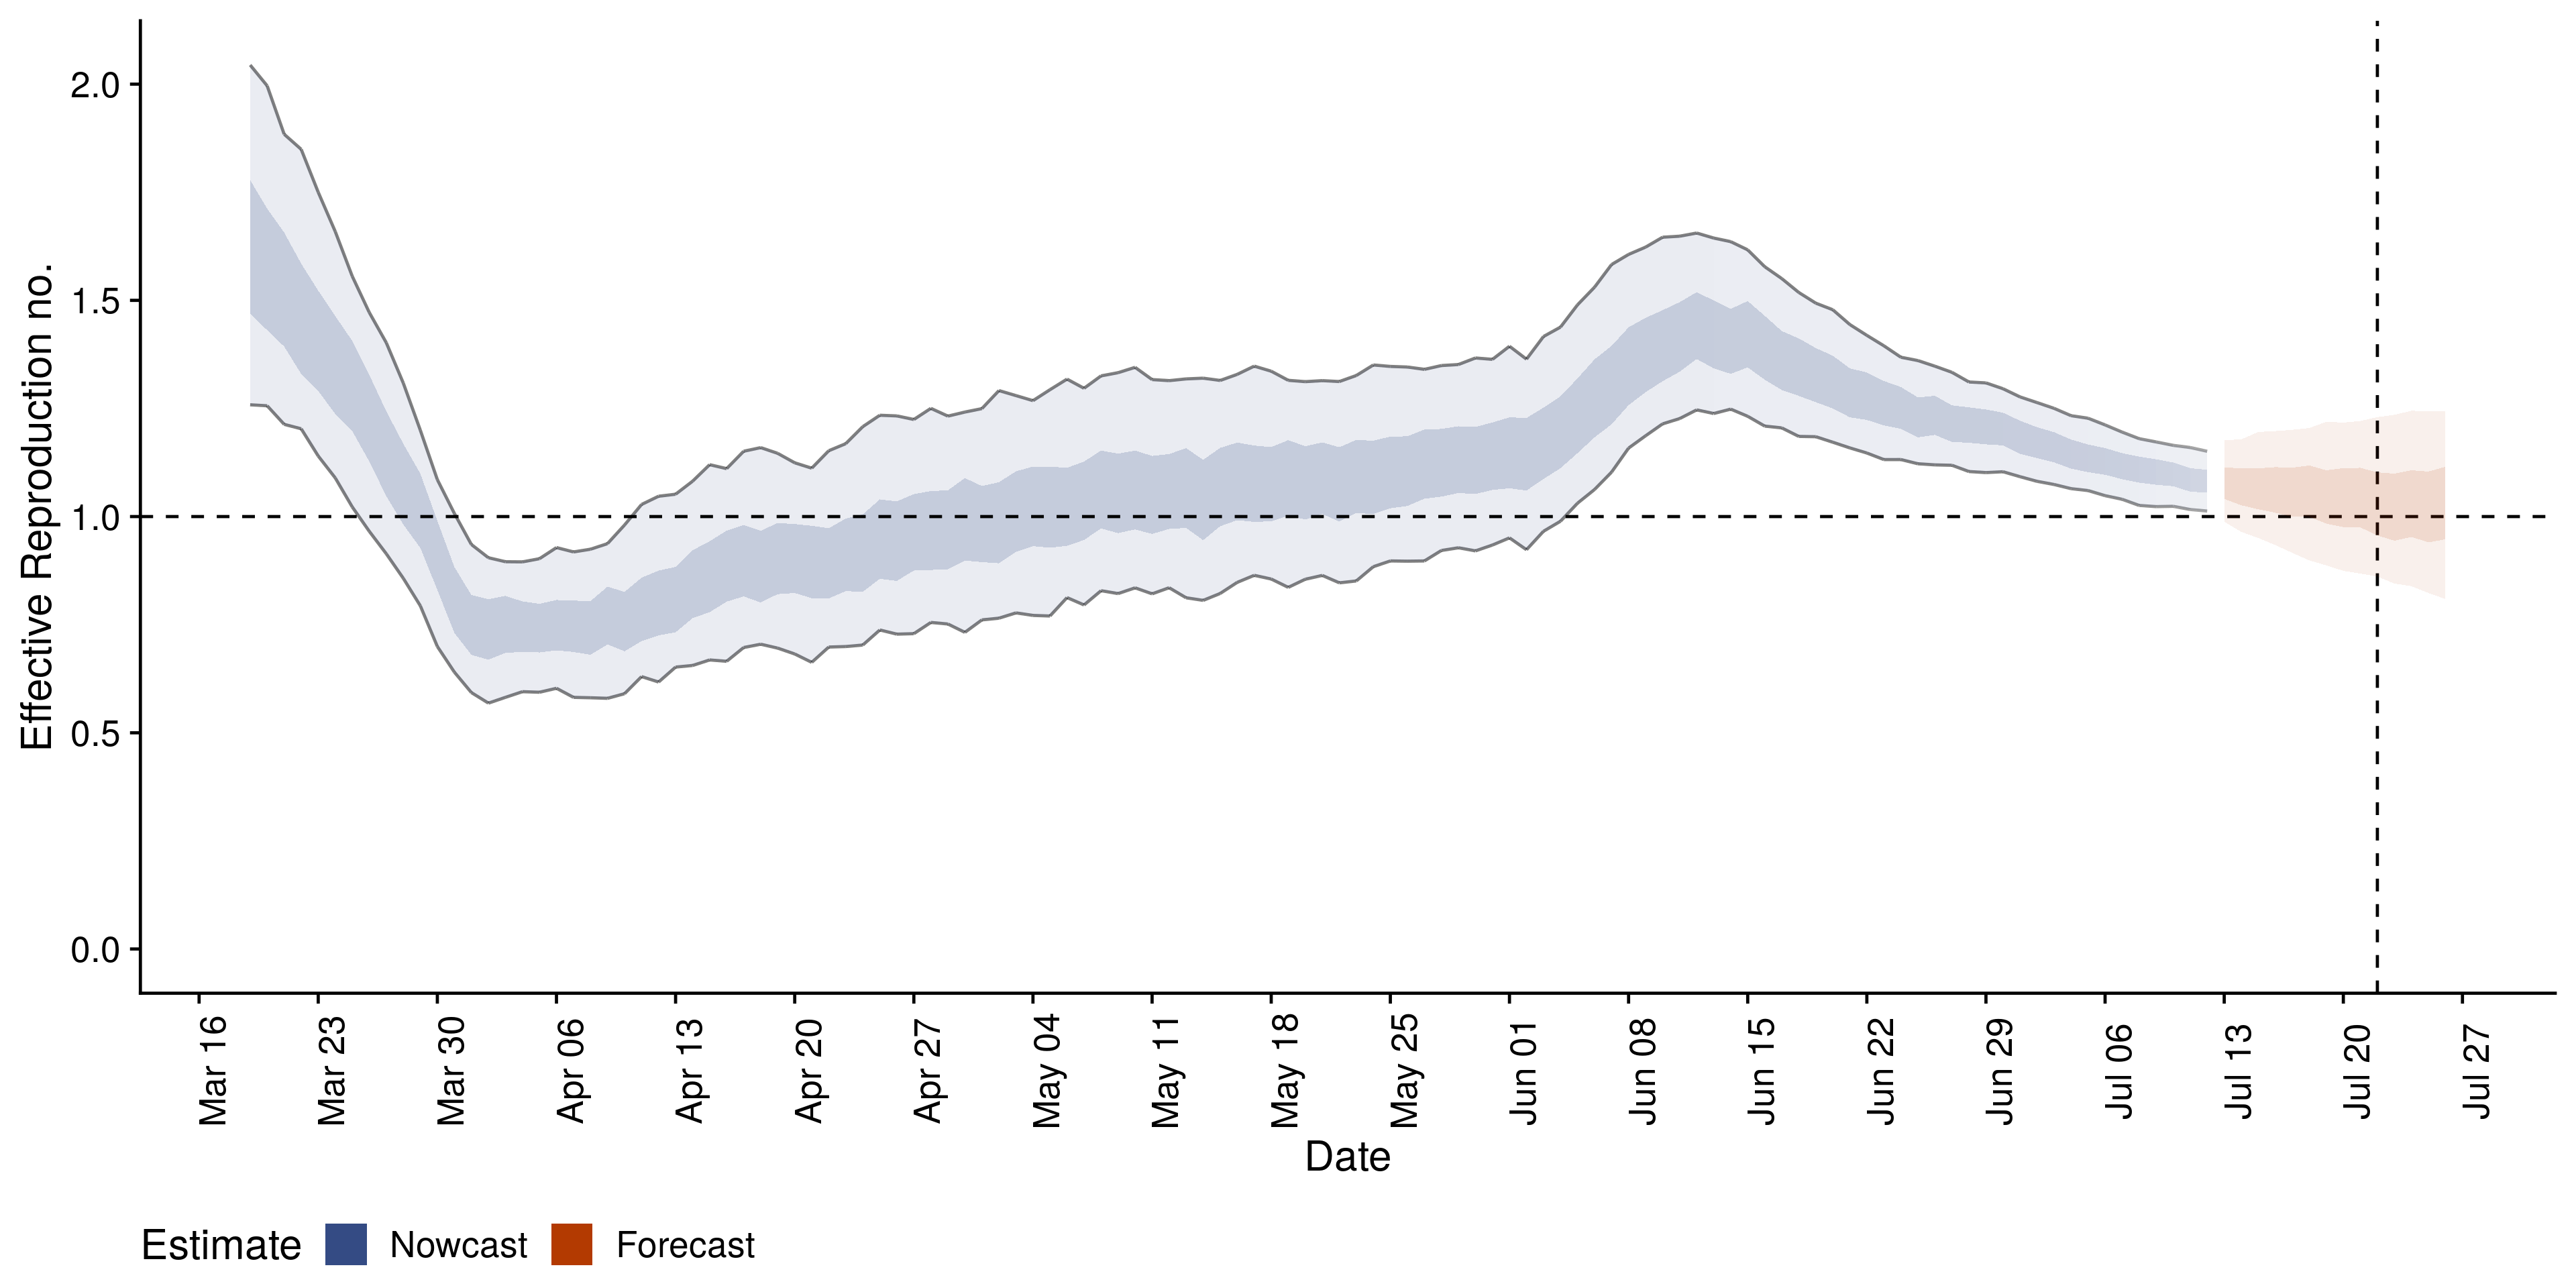 Effective Reproduction no.
2.0
1.5
1.0
0.5
0.0
Mar 16
Mar 23
Mar 30
Apr 06
Apr 13
Apr 20
Apr 27
May 04
May 11
May 18
May 25
Jun 01
Jun 08
Jun 15
Jun 22
Jun 29
Jul 06
Jul 13
Jul 20
Jul 27
Date
Estimate Nowcast Forecast